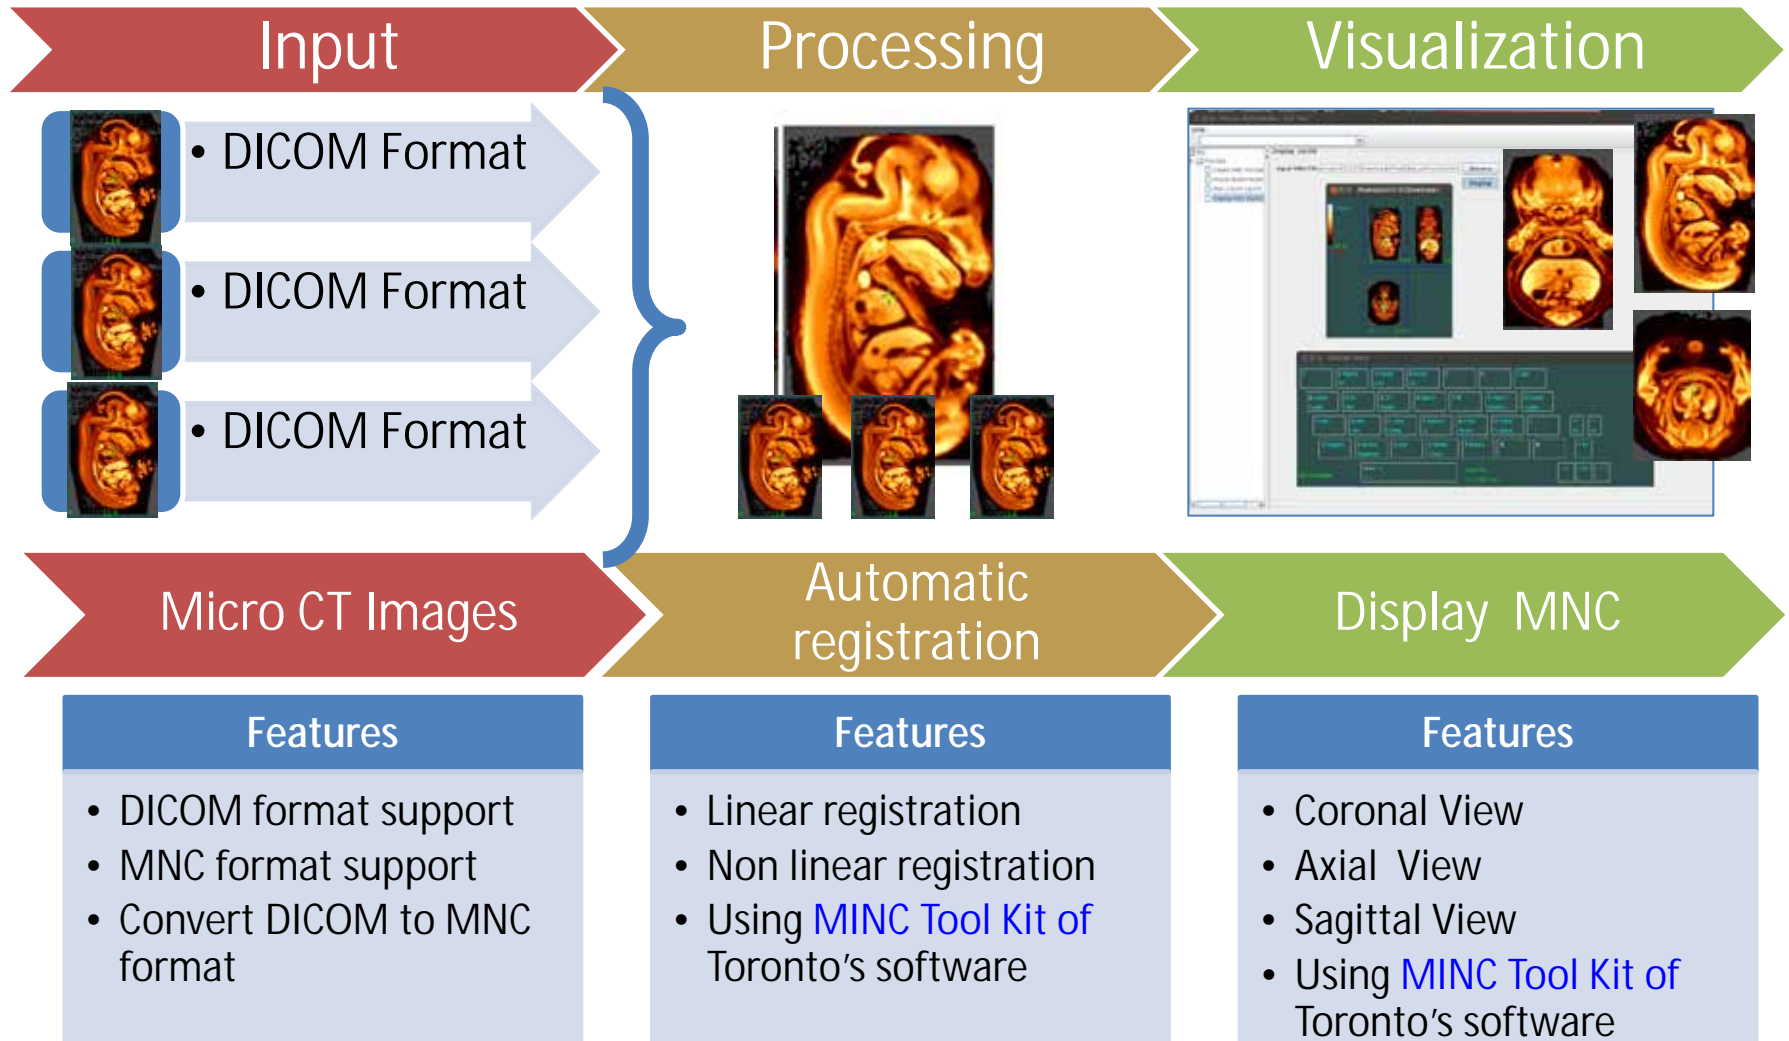 Input
Processing
Visualization
• DICOM Format
• DICOM Format
• DICOM Format
Micro CT Images
Automatic
registration
Display MNC
Features
• DICOM format support
• MNC format support
• Convert DICOM to MNC
format
Features
• Linear registration
• Non linear registration
• Using MINC Tool Kit of
Toronto's software
Features
• Coronal View
• Axial View
• Sagittal View
• Using MINC Tool Kit of
Toronto's software